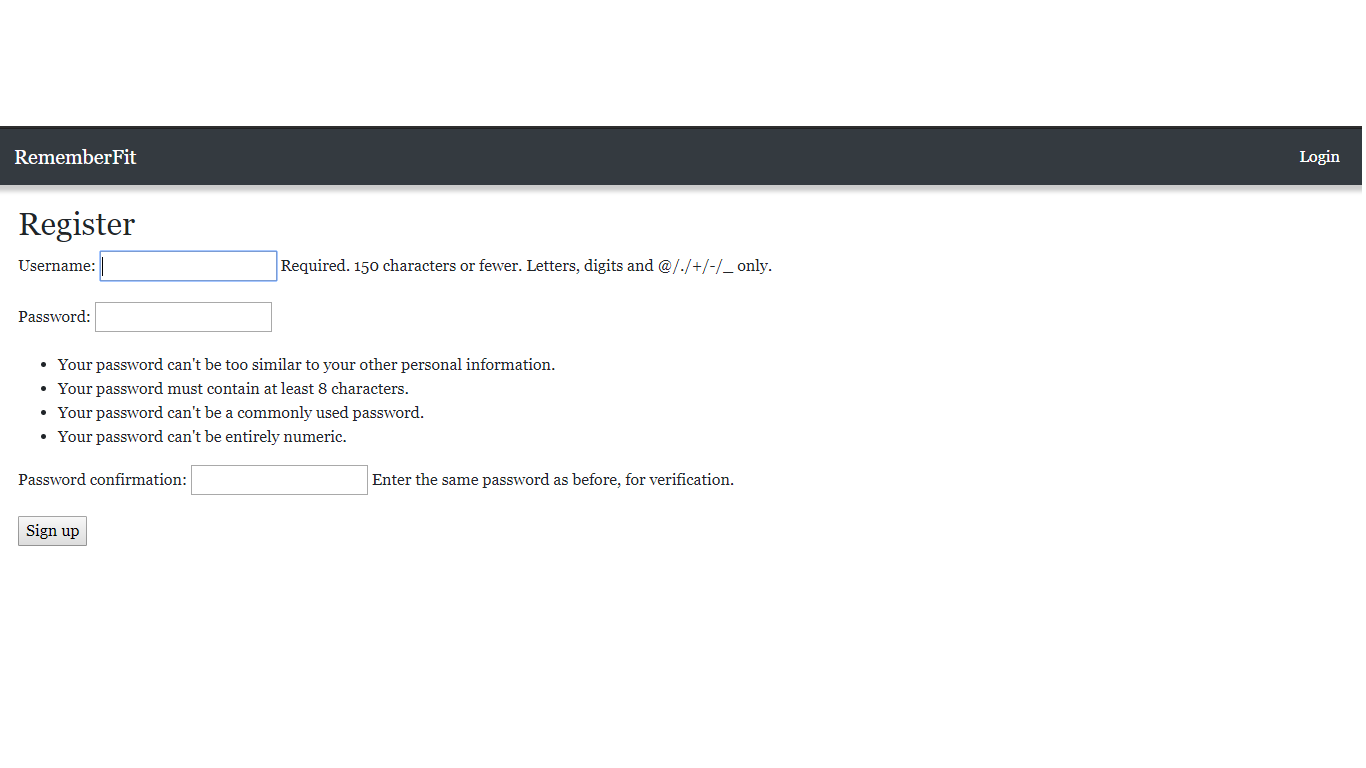 RememberFit Login
Register
Username: Required. 150 characters or fewer. Letters, digits and @/./+/-/_ only.
Password:
Your password can't be too similar to your other personal information.
Your password must contain at least 8 characters.
Your password can't be a commonly used password.
Your password can't be entirely numeric.
Password confirmation: Enter the same password as before, for verification.
Sign up